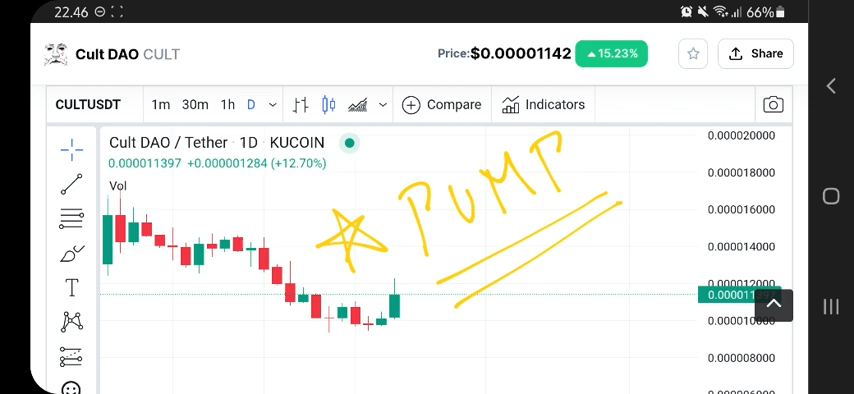 22.46 66%
Cult DAO CULT Price:$0.00001142 ▲15.23% Share
CULTUSDT 1m 30m 1h D Compare Indicators
Cult DAO / Tether · 1D · KUCOIN
0.000011397 +0.000001284 (+12.70%)
Vol
PUMP
T
0.000020000
0.000018000
0.000016000
0.000014000
0.000012000
0.000010000
0.000008000